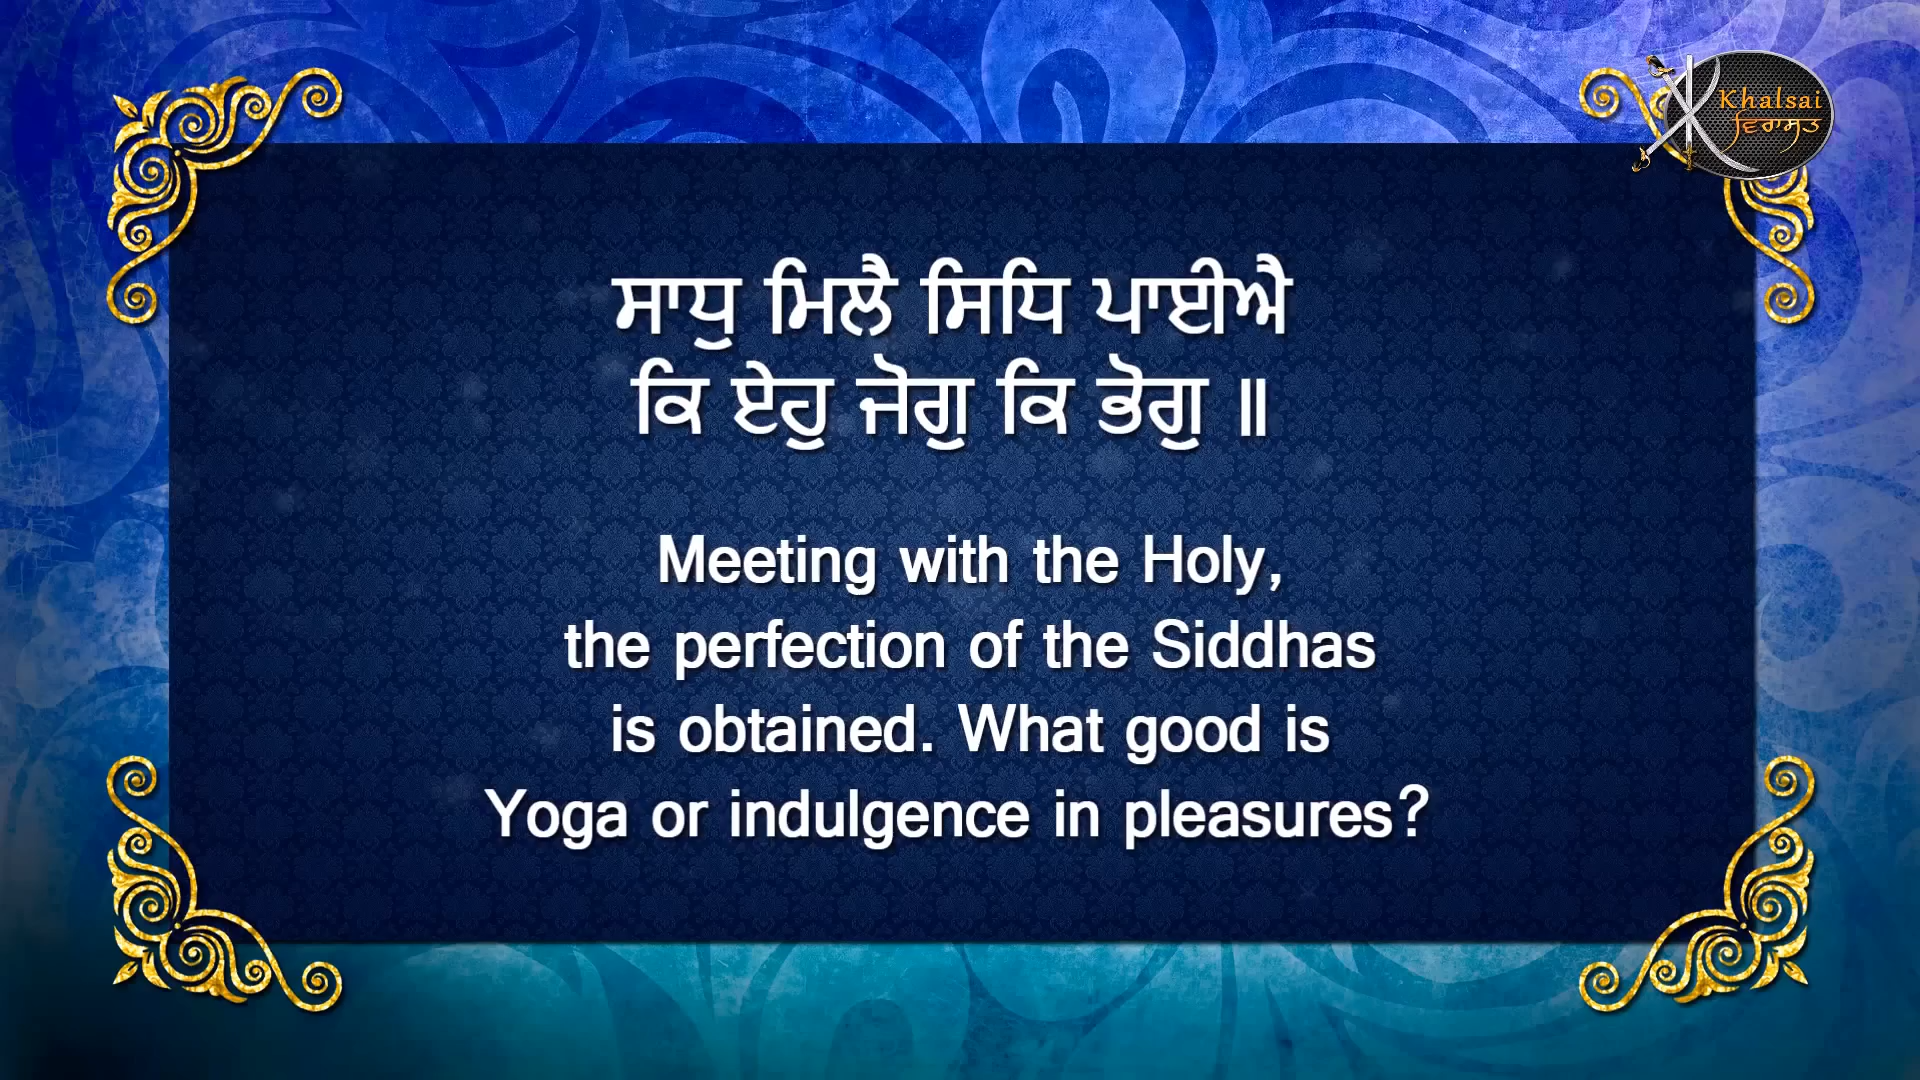 Khalsai
ਵਿਰਾਸਤ
ਸਾਧੁ ਮਿਲੈ ਸਿਧਿ ਪਾਈਐ
ਕਿ ਏਹੁ ਜੋਗੁ ਕਿ ਭੋਗੁ ॥
Meeting with the Holy,
the perfection of the Siddhas
is obtained. What good is
Yoga or indulgence in pleasures?